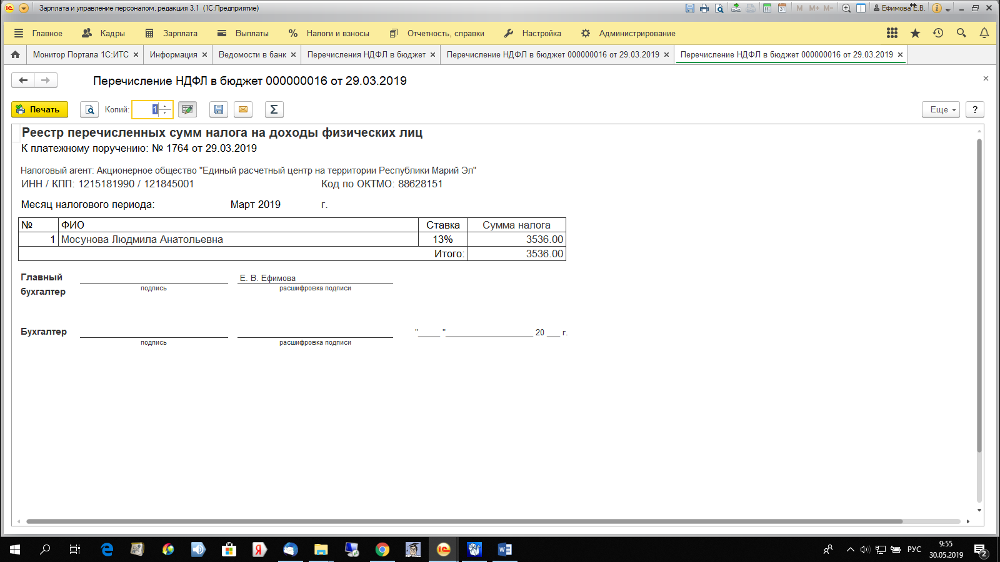 Зарплата и управление персоналом, редакция 3.1 (1С:Предприятие)
M M+ M- Ефимова Е.В.
Главное Кадры Зарплата Выплаты Налоги и взносы Отчетность, справки Настройка Администрирование
Монитор Портала 1С:ИТС Информация Ведомости в банк Перечисления НДФЛ в бюджет Перечисление НДФЛ в бюджет 000000016 от 29.03.2019 Перечисление НДФЛ в бюджет 000000016 от 29.03.2019
Перечисление НДФЛ в бюджет 000000016 от 29.03.2019
Печать Копий: 1 Σ Еще ?
Реестр перечисленных сумм налога на доходы физических лиц
К платежному поручению: № 1764 от 29.03.2019
Налоговый агент: Акционерное общество "Единый расчетный центр на территории Республики Марий Эл"
ИНН / КПП: 1215181990 / 121845001 Код по ОКТМО: 88628151
Месяц налогового периода: Март 2019 г.
№ ФИО Ставка Сумма налога
1 Мосунова Людмила Анатольевна 13% 3536.00
Итого: 3536.00
Главный бухгалтер Е. В. Ефимова
подпись расшифровка подписи
Бухгалтер "_____ "____________________ 20 ___ г.
подпись расшифровка подписи
РУС 9:55
30.05.2019 2